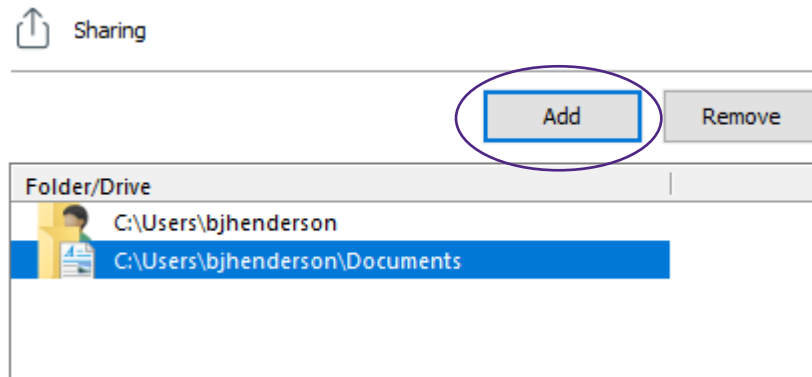 Sharing
Add Remove
Folder/Drive
C:\Users\bjhenderson
C:\Users\bjhenderson\Documents